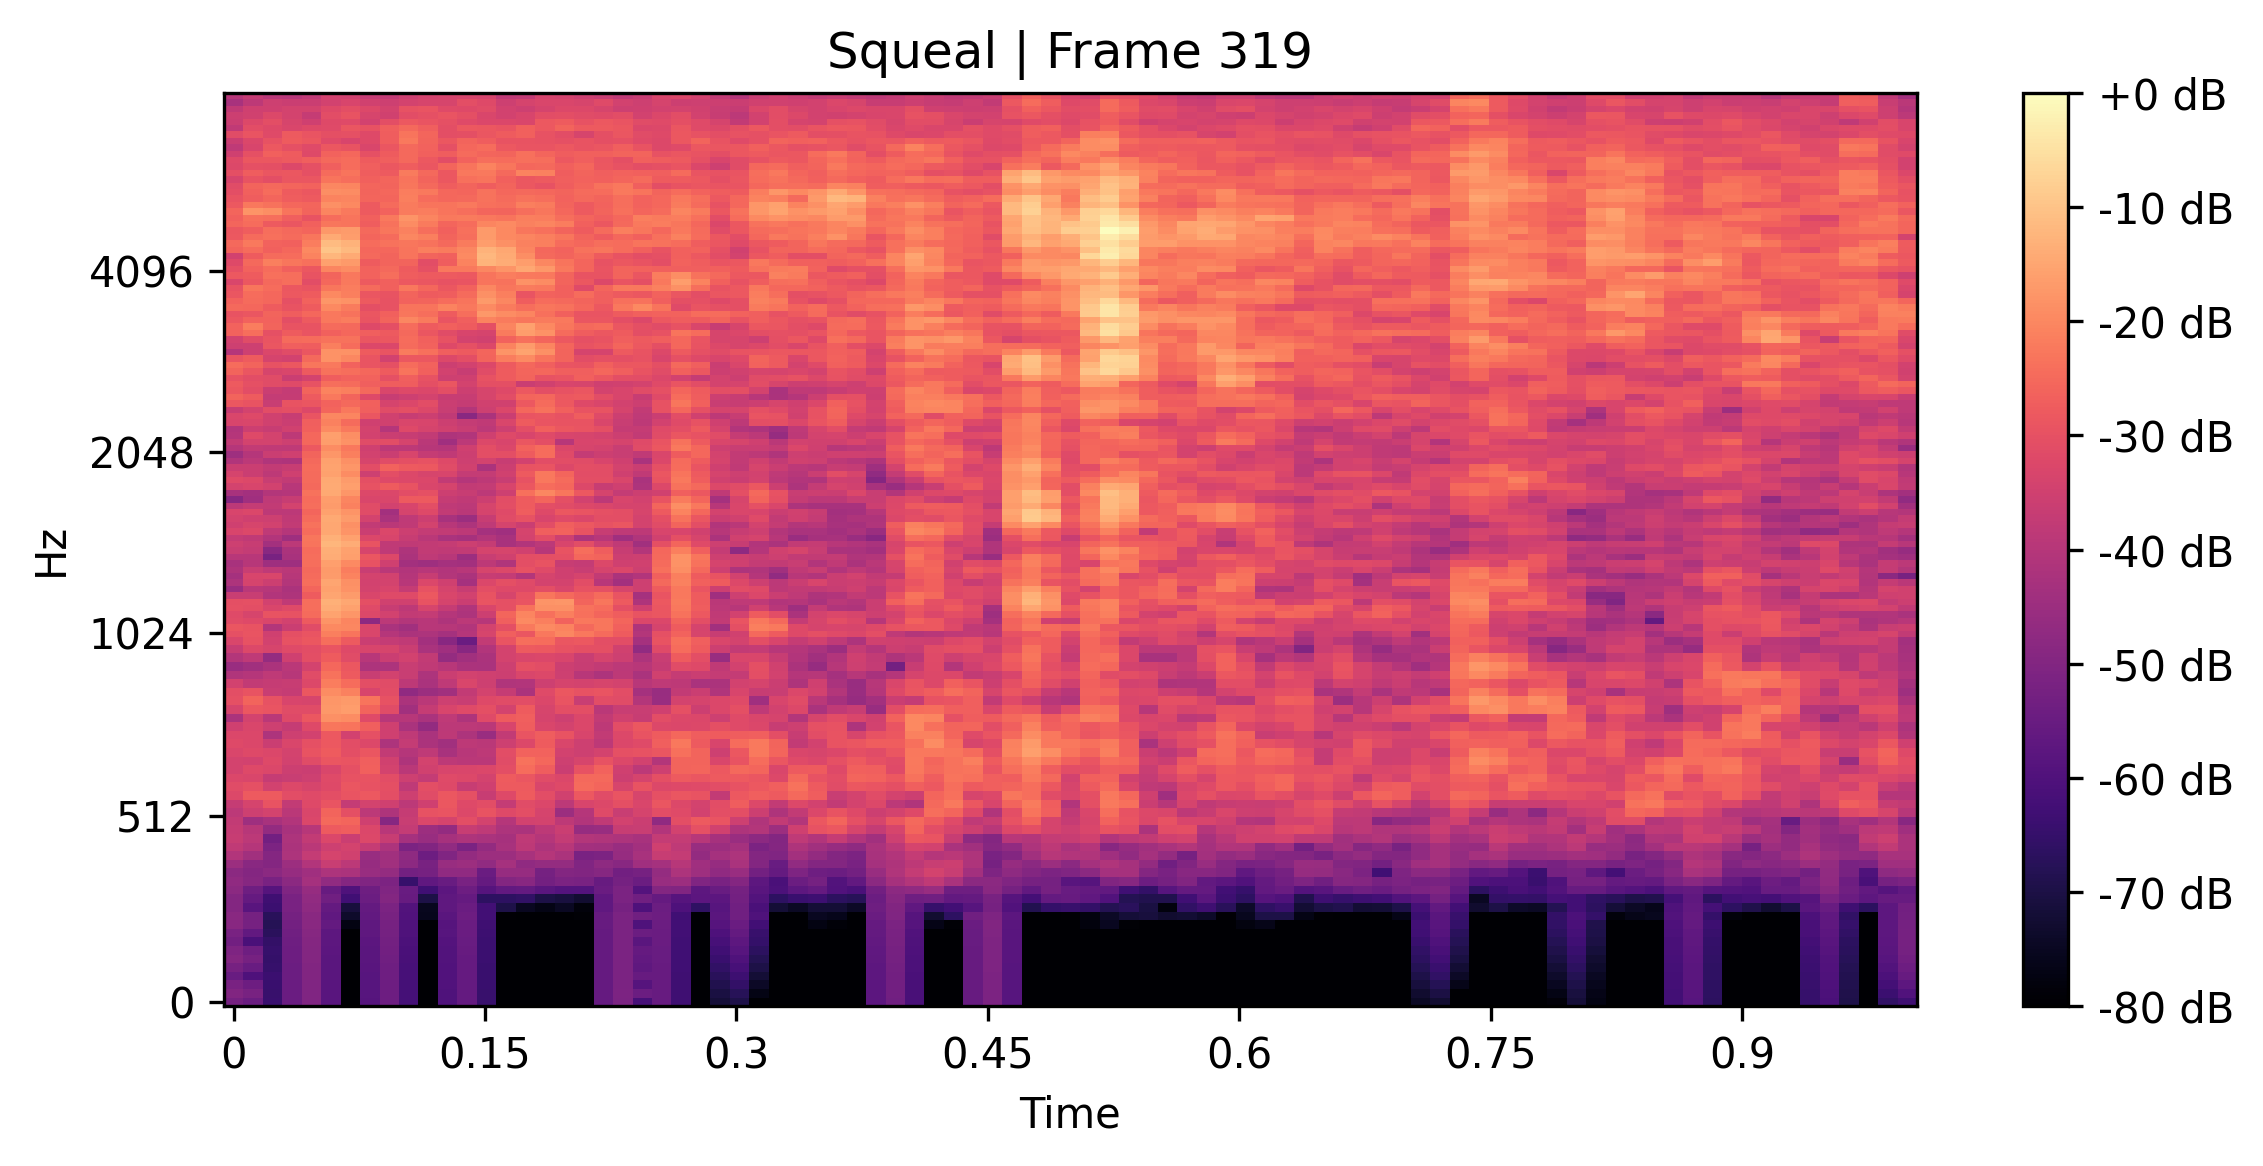 Squeal | Frame 319
+0 dB
-10 dB
-20 dB
-30 dB
-40 dB
-50 dB
-60 dB
-70 dB
-80 dB
4096
2048
1024
512
0
Hz
0 0.15 0.3 0.45 0.6 0.75 0.9
Time